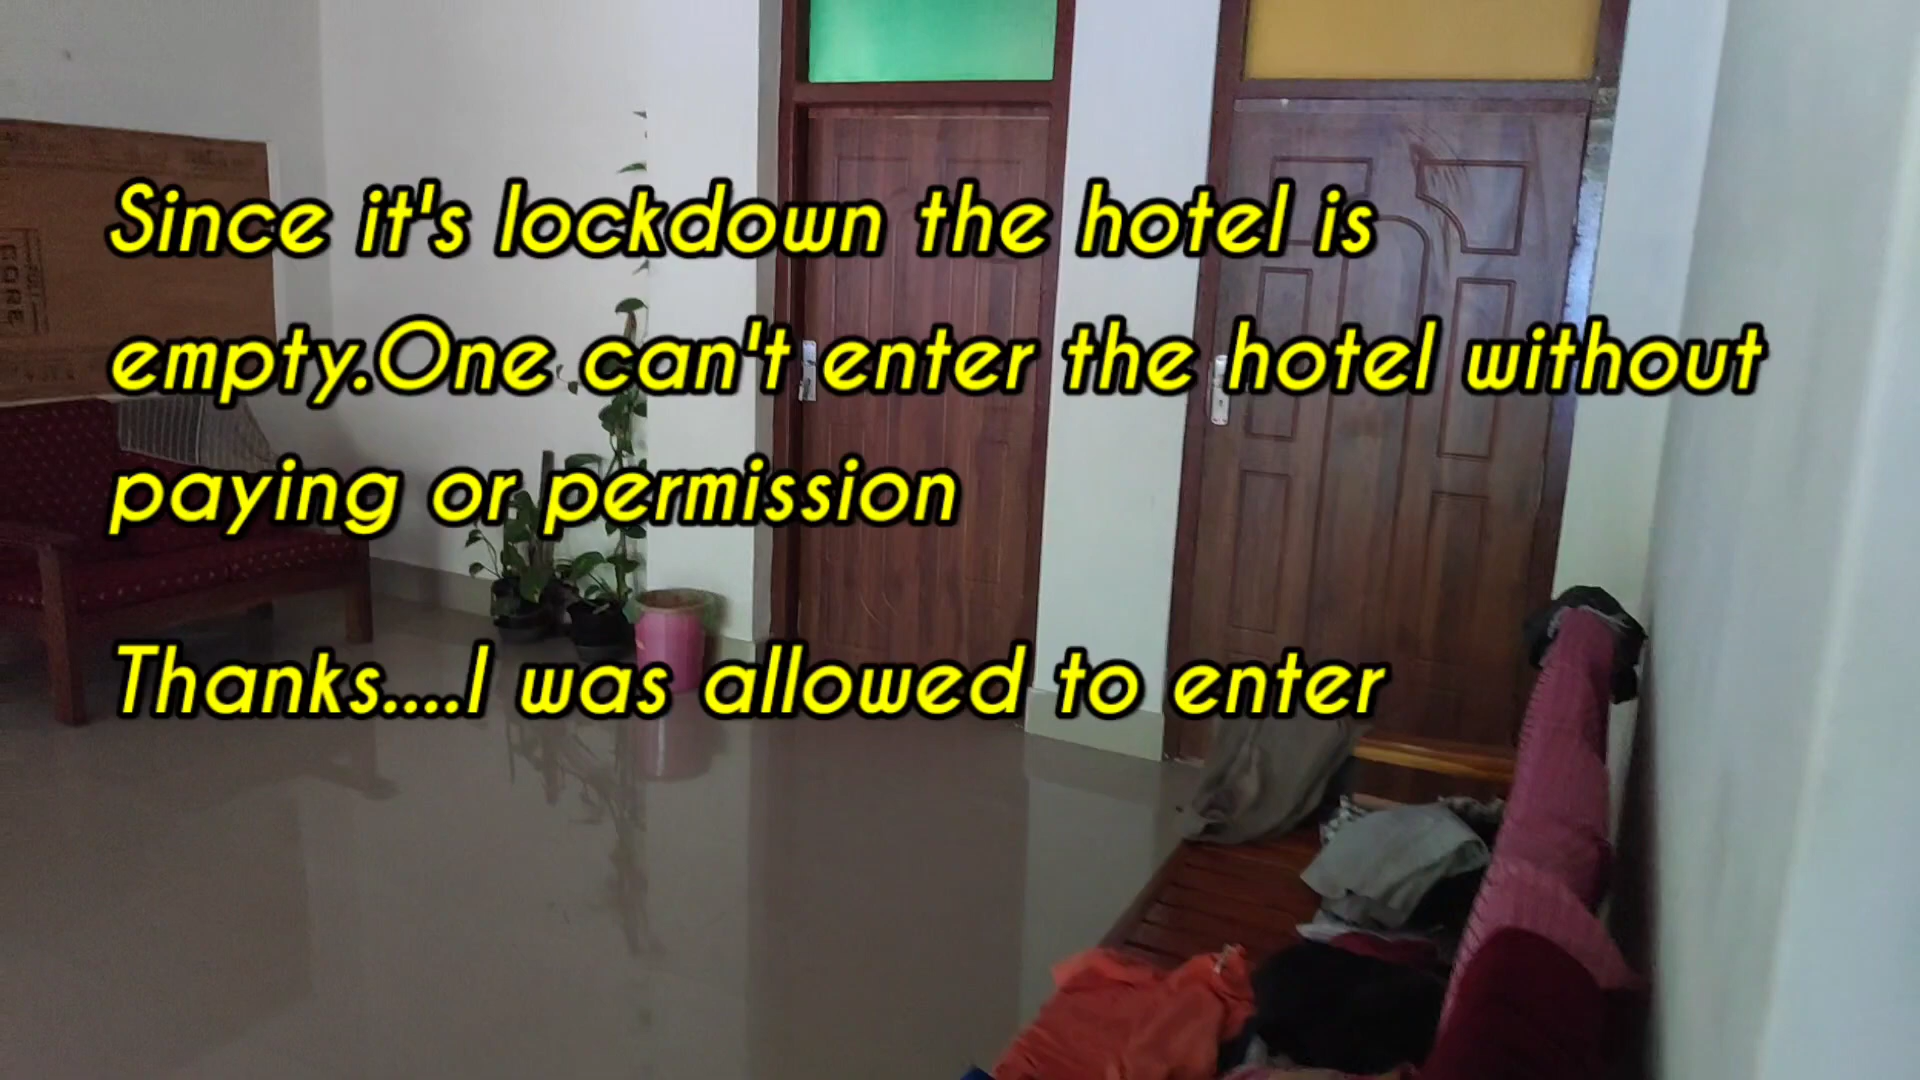 Since it's lockdown the hotel is
empty.One can't enter the hotel without
paying or permission
Thanks....I was allowed to enter